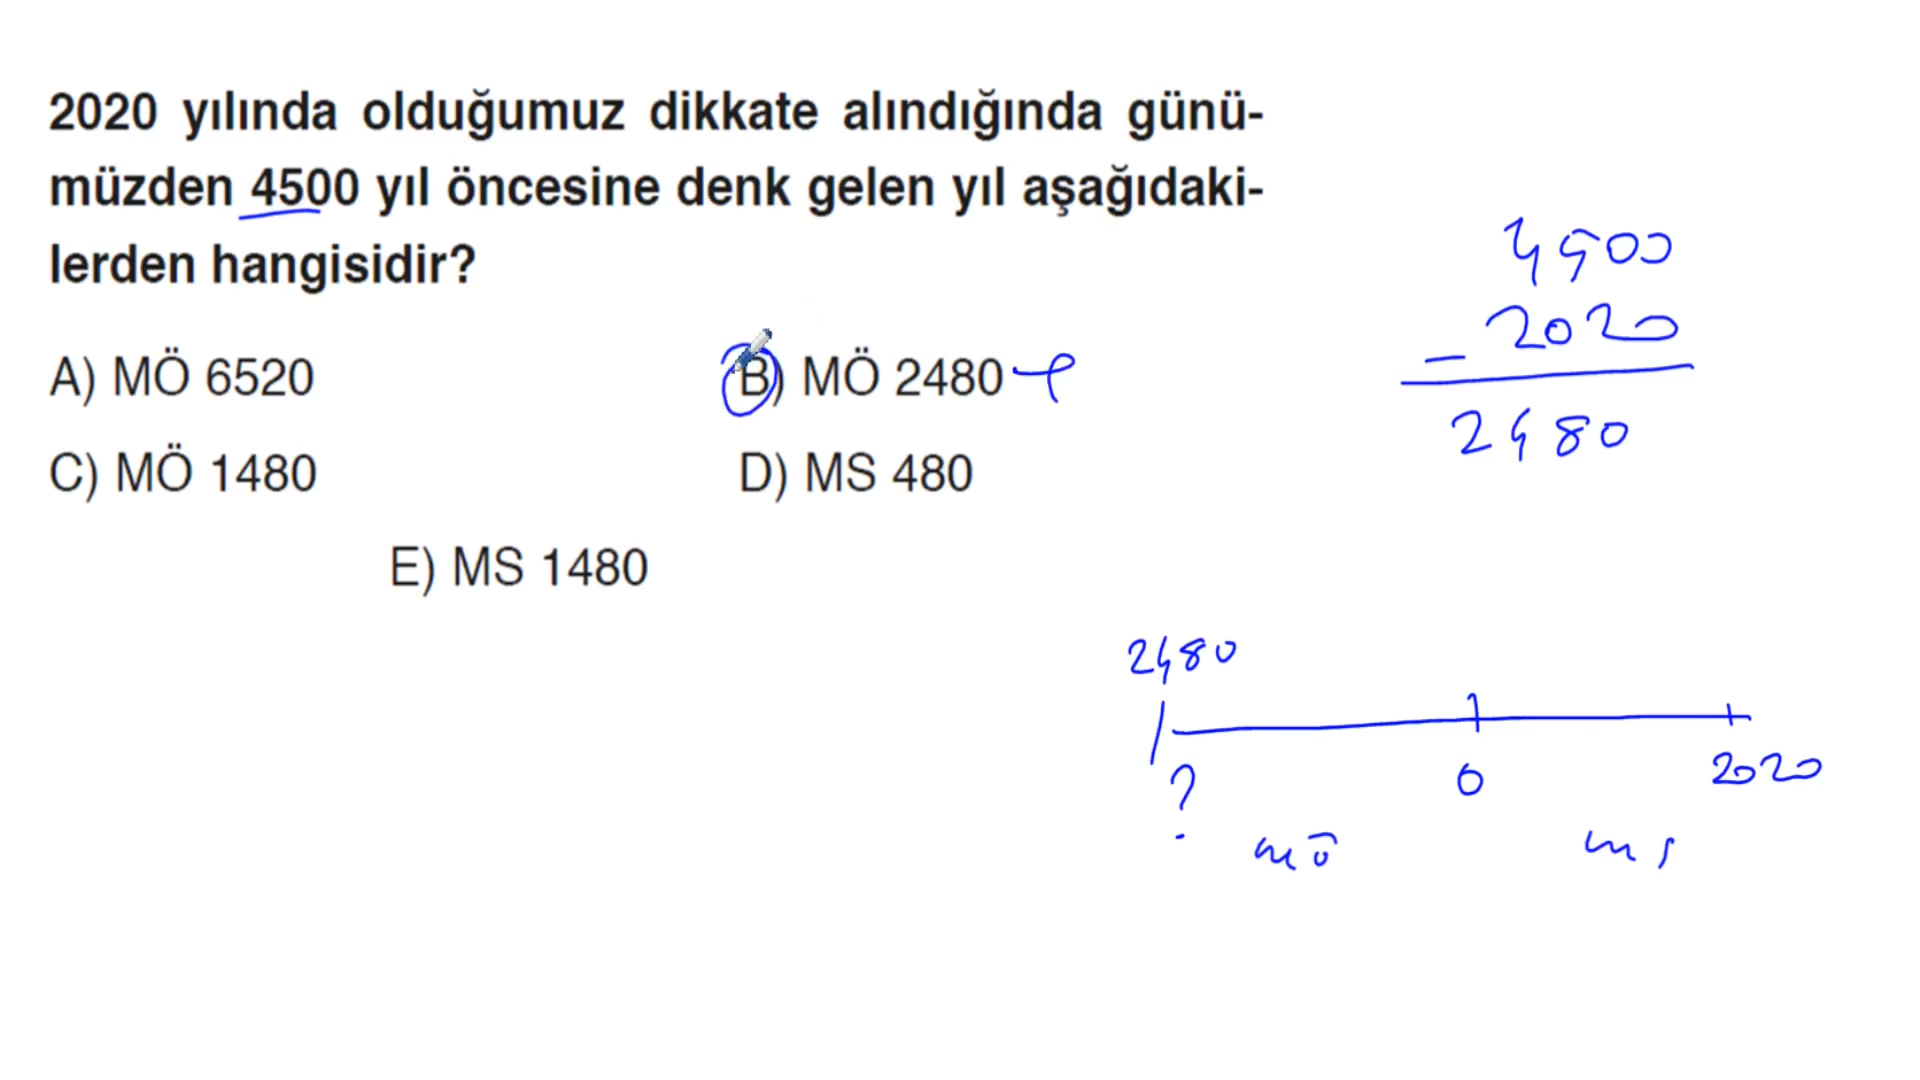 2020 yılında olduğumuz dikkate alındığında günü-
müzden 4500 yıl öncesine denk gelen yıl aşağıdaki-
lerden hangisidir?
A) MÖ 6520
B) MÖ 2480
C) MÖ 1480
D) MS 480
E) MS 1480
4500
- 2020
2480
2480
? 0 2020
mö ms